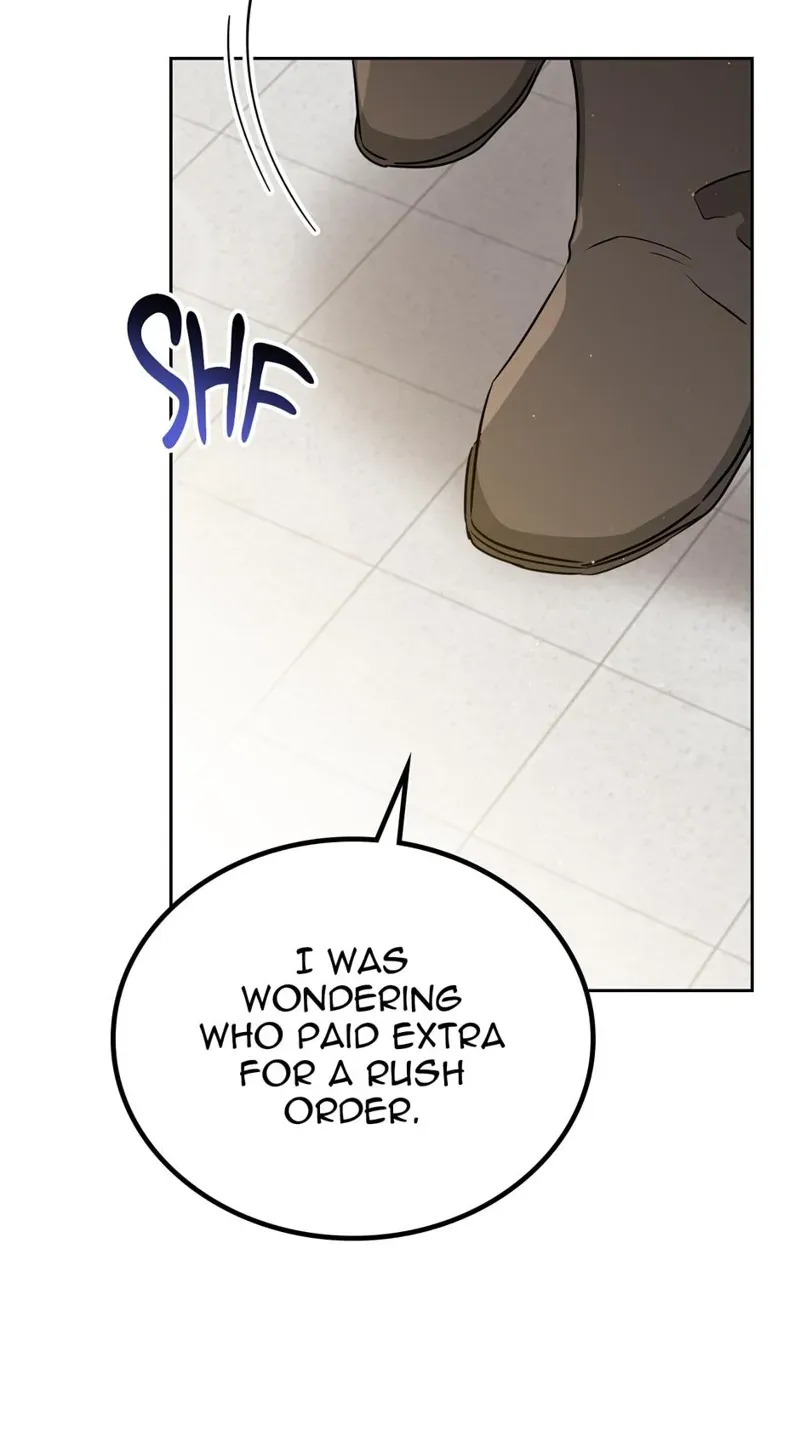 SHF
I WAS
WONDERING
WHO PAID EXTRA
FOR A RUSH
ORDER.